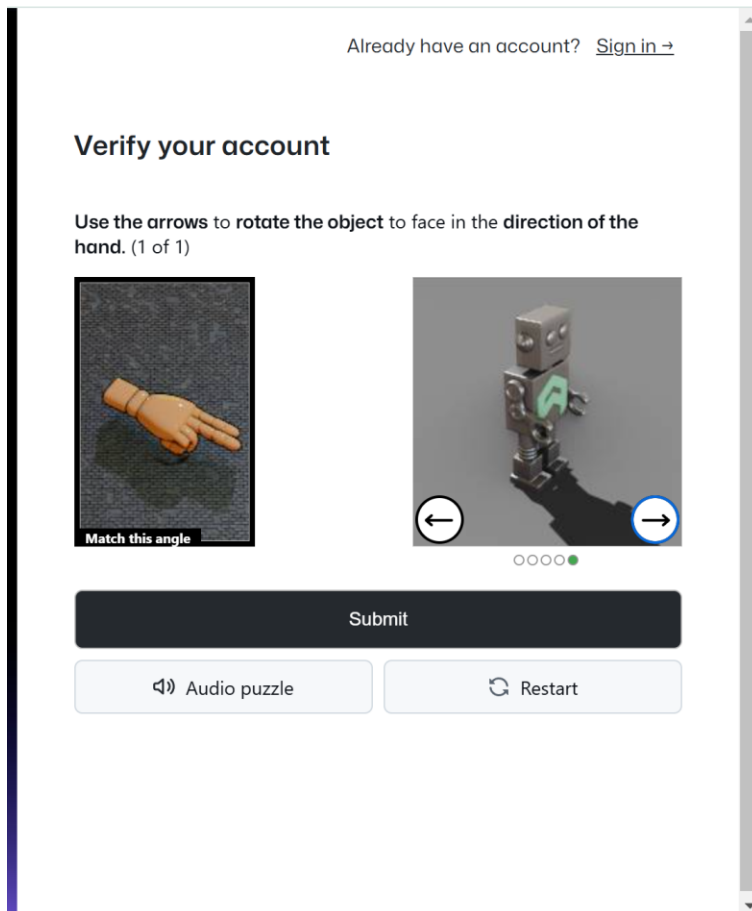 Already have an account? Sign in →
Verify your account
Use the arrows to rotate the object to face in the direction of the
hand. (1 of 1)
Match this angle
Submit
Audio puzzle
Restart